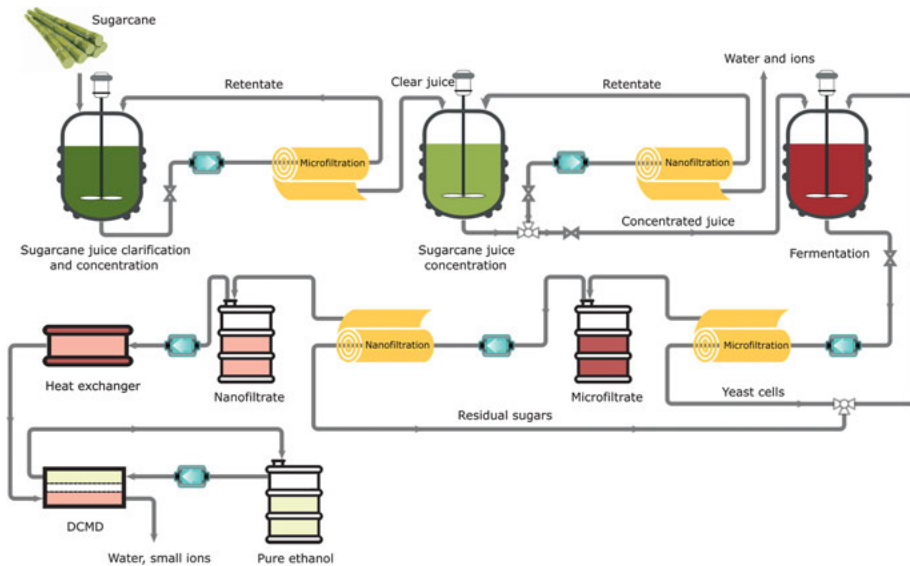 Sugarcane
Retentate
Clear juice
Retentate
Water and ions
Microfiltration
Nanofiltration
Concentrated juice
Sugarcane juice clarification
and concentration
Sugarcane juice
concentration
Fermentation
Nanofiltration
Microfiltration
Heat exchanger
Nanofiltrate
Microfiltrate
Yeast cells
Residual sugars
DCMD
Water, small ions
Pure ethanol